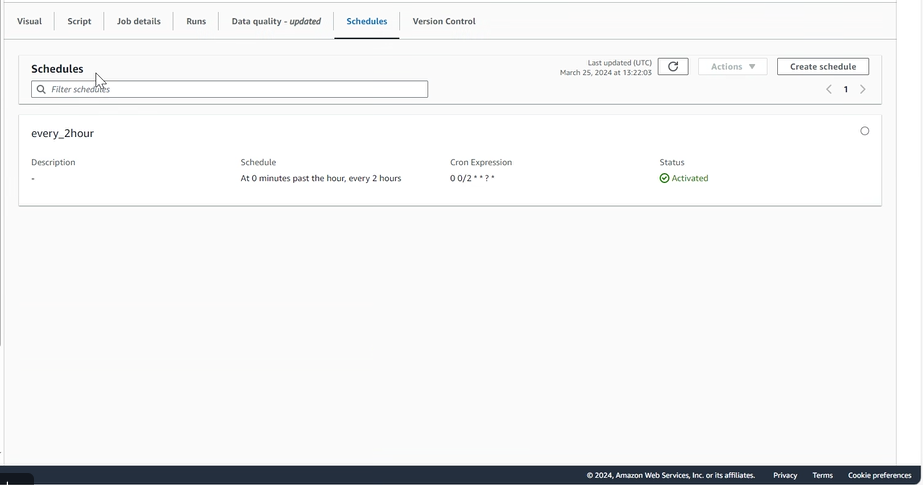 Visual Script Job details Runs Data quality - updated Schedules Version Control
Schedules
Last updated (UTC)
March 25, 2024 at 13:22:03
Actions
Create schedule
Filter schedules
1
every_2hour
Description Schedule Cron Expression Status
- At 0 minutes past the hour, every 2 hours 0 0/2 * * ? * Activated
© 2024, Amazon Web Services, Inc. or its affiliates. Privacy Terms Cookie preferences